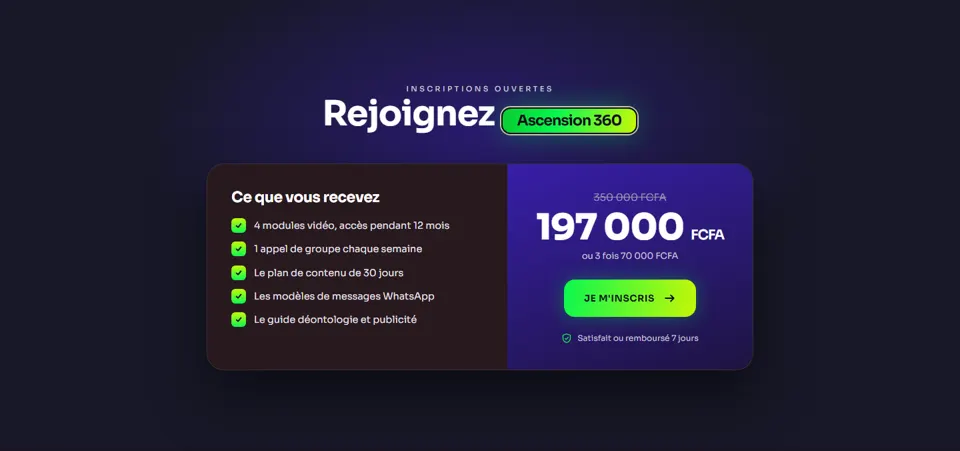 INSCRIPTIONS OUVERTES
Rejoignez Ascension 360
Ce que vous recevez
4 modules vidéo, accès pendant 12 mois
1 appel de groupe chaque semaine
Le plan de contenu de 30 jours
Les modèles de messages WhatsApp
Le guide déontologie et publicité
350 000 FCFA
197 000 FCFA
ou 3 fois 70 000 FCFA
JE M'INSCRIS →
Satisfait ou remboursé 7 jours